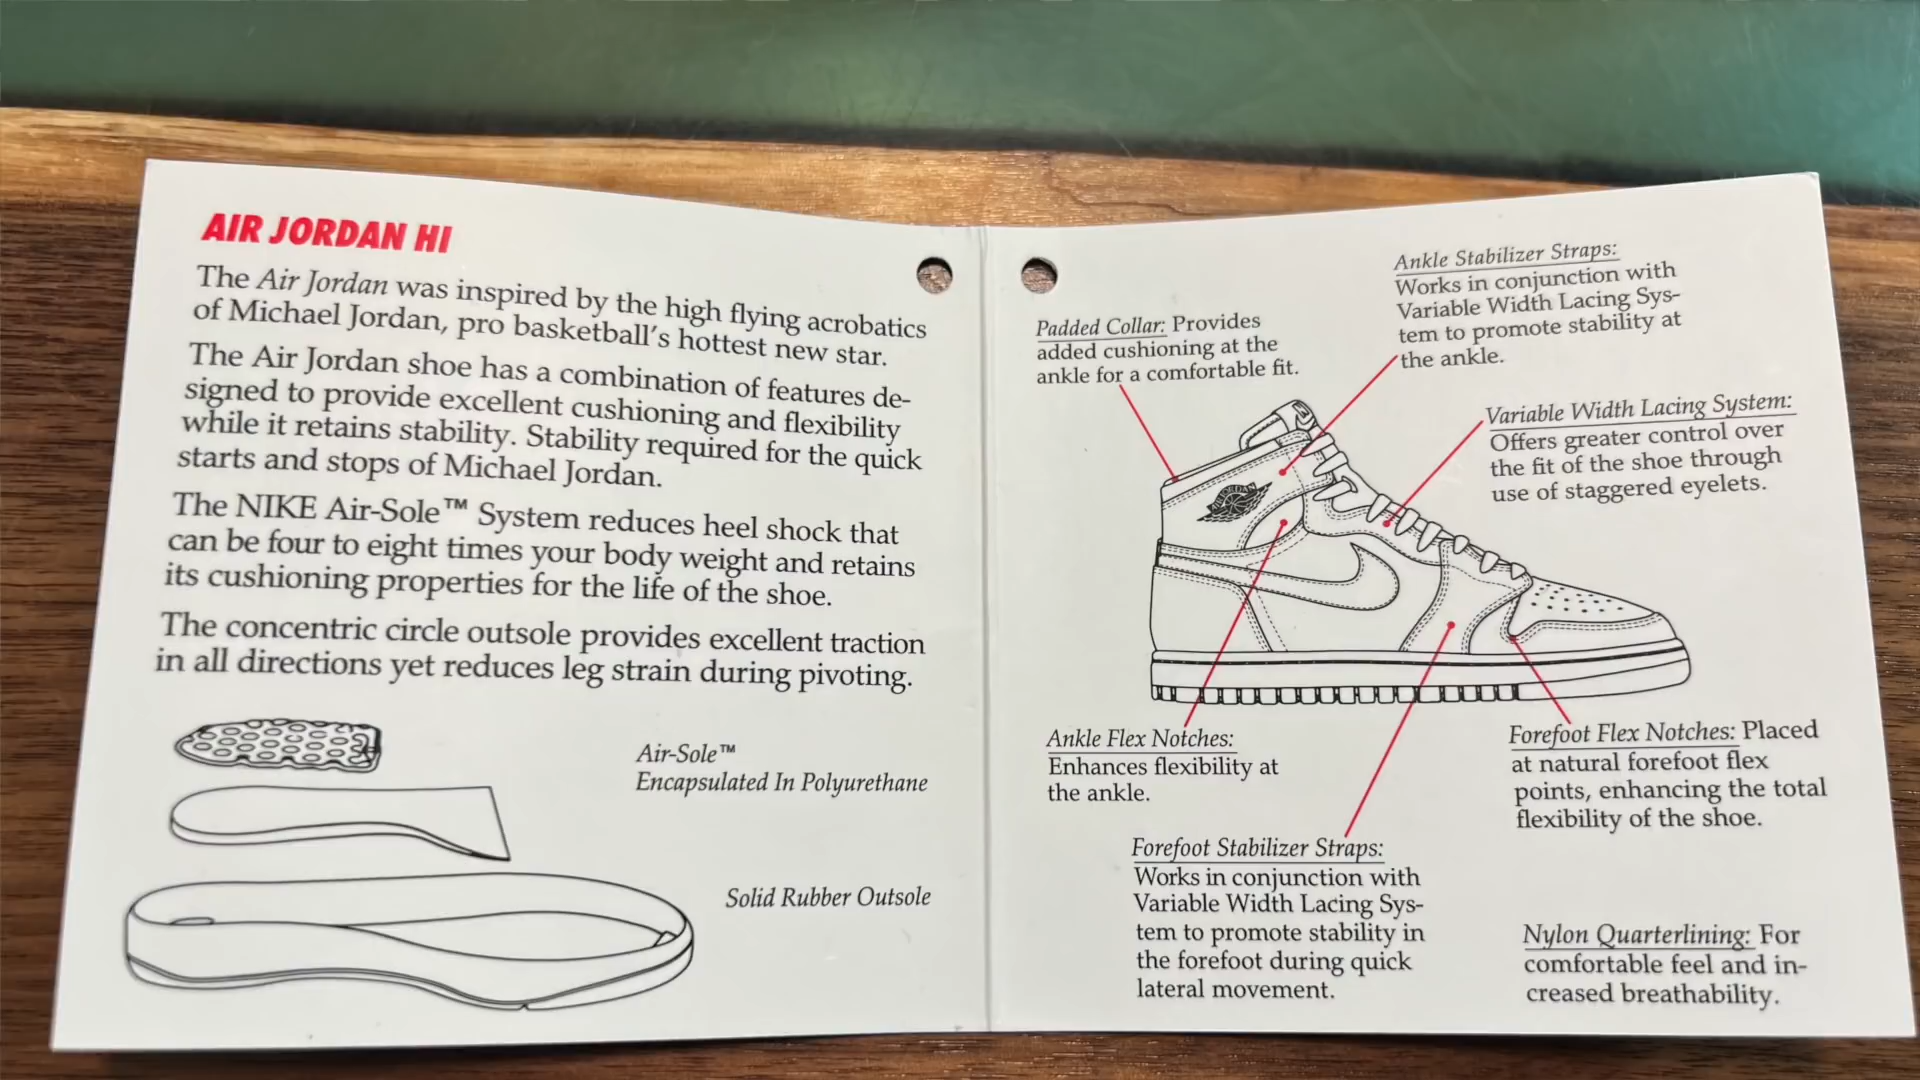 AIR JORDAN HI
The Air Jordan was inspired by the high flying acrobatics
of Michael Jordan, pro basketball's hottest new star.
The Air Jordan shoe has a combination of features de-
signed to provide excellent cushioning and flexibility
while it retains stability. Stability required for the quick
starts and stops of Michael Jordan.
The NIKE Air-Sole™ System reduces heel shock that
can be four to eight times your body weight and retains
its cushioning properties for the life of the shoe.
The concentric circle outsole provides excellent traction
in all directions yet reduces leg strain during pivoting.
Air-Sole™
Encapsulated In Polyurethane
Solid Rubber Outsole
Padded Collar: Provides
added cushioning at the
ankle for a comfortable fit.
Ankle Stabilizer Straps:
Works in conjunction with
Variable Width Lacing Sys-
tem to promote stability at
the ankle.
Variable Width Lacing System:
Offers greater control over
the fit of the shoe through
use of staggered eyelets.
AIR JORDAN
Ankle Flex Notches:
Enhances flexibility at
the ankle.
Forefoot Stabilizer Straps:
Works in conjunction with
Variable Width Lacing Sys-
tem to promote stability in
the forefoot during quick
lateral movement.
Forefoot Flex Notches: Placed
at natural forefoot flex
points, enhancing the total
flexibility of the shoe.
Nylon Quarterlining: For
comfortable feel and in-
creased breathability.